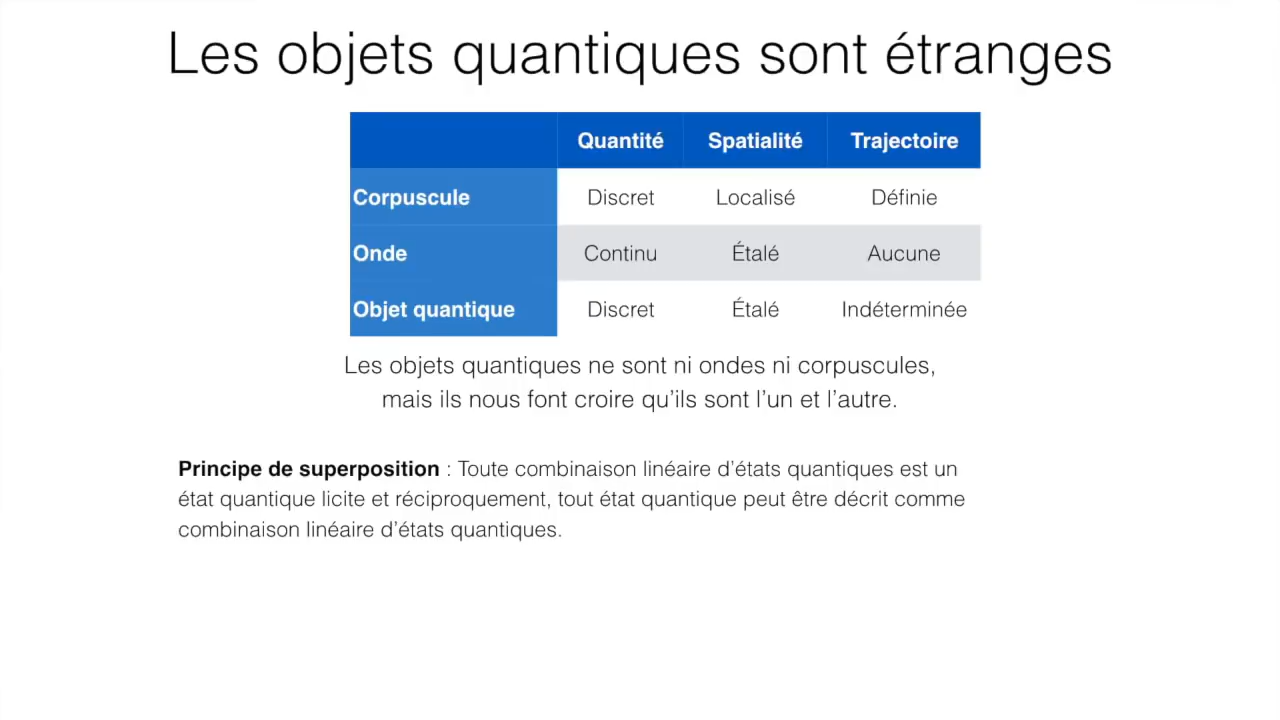 Les objets quantiques sont étranges
Quantité Spatialité Trajectoire
Corpuscule Discret Localisé Définie
Onde Continu Étalé Aucune
Objet quantique Discret Étalé Indéterminée
Les objets quantiques ne sont ni ondes ni corpuscules,
mais ils nous font croire qu’ils sont l’un et l’autre.
Principe de superposition : Toute combinaison linéaire d’états quantiques est un
état quantique licite et réciproquement, tout état quantique peut être décrit comme
combinaison linéaire d’états quantiques.